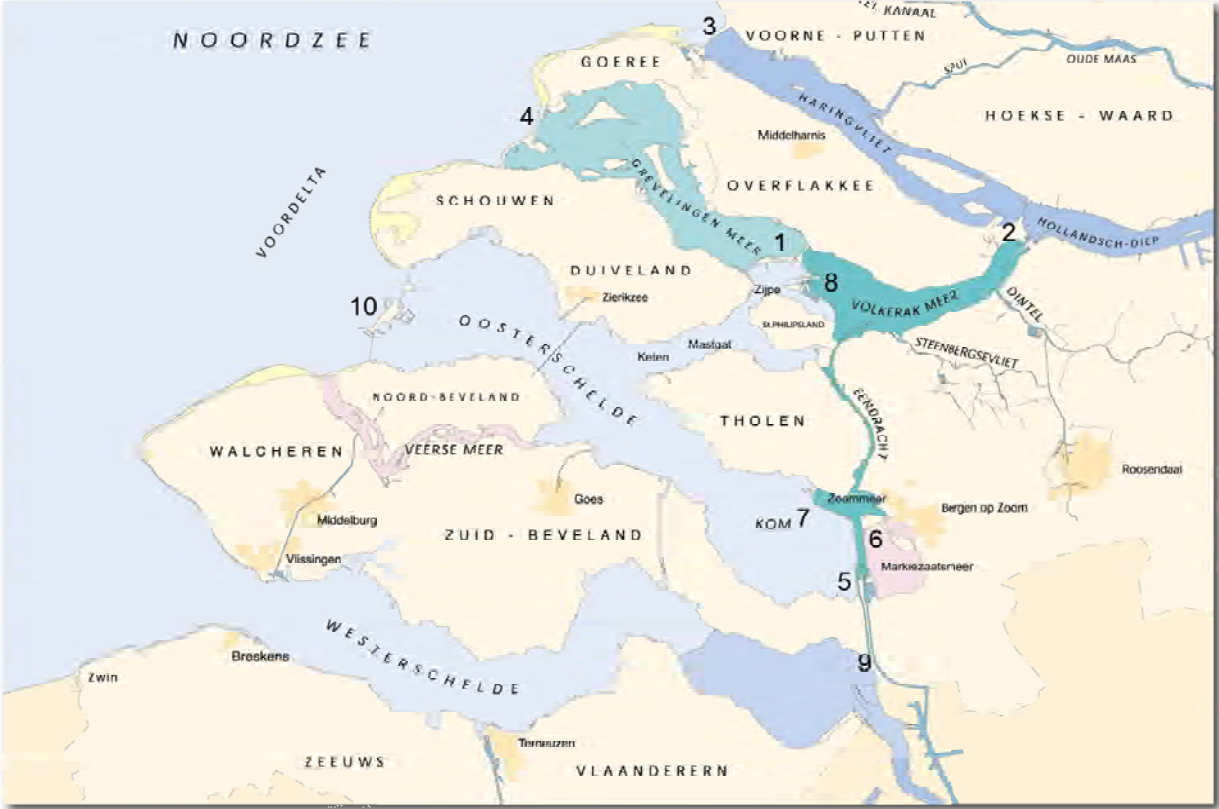 NOORDZEE
3
KANAAL
VOORNE - PUTTEN
GOEREE
SPUI
OUDE MAAS
4
HARINGVLIET
HOEKSE - WAARD
Middelharnis
VOORDELTA
SCHOUWEN
GREVELINGEN MEER
OVERFLAKKEE
1
2
HOLLANDSCH-DIEP
DUIVELAND
Zijpe
8
VOLKERAK MEER
DINTEL
10
Zierikzee
OOSTERSCHELDE
St.PHILIPSLAND
Keten
Mastgat
STEENBERGSEVLIET
NOORD-BEVELAND
THOLEN
EENDRACHT
WALCHEREN
VEERSE MEER
Roosendaal
Goes
Zoommeer
Bergen op Zoom
Middelburg
KOM
7
ZUID - BEVELAND
6
Vlissingen
Markiezaatsmeer
5
WESTERSCHELDE
Breskens
9
Zwin
Terneuzen
ZEEUWS
VLAANDERERN